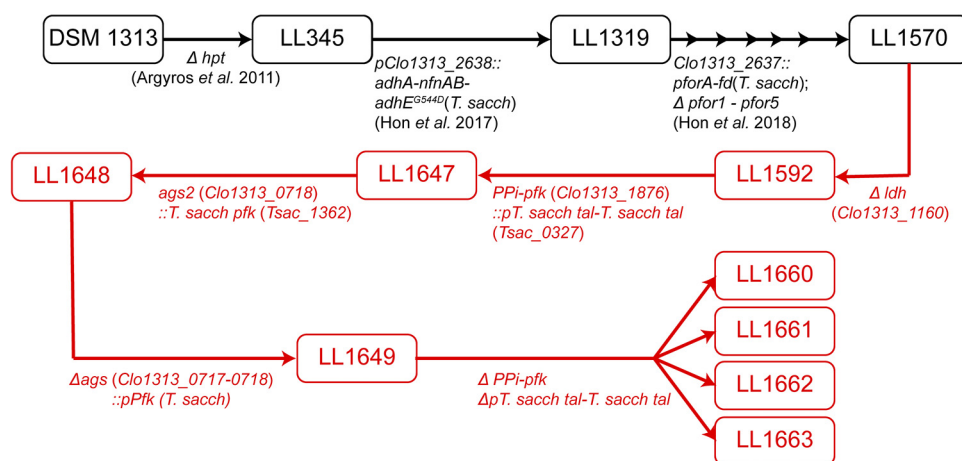 DSM 1313
LL345
LL1319
LL1570
Δ hpt
(Argyros et al. 2011)
pClo1313_2638::
adhA-nfnAB-
adhE^G544D(T. sacch)
(Hon et al. 2017)
Clo1313_2637::
pforA-fd(T. sacch);
Δ pfor1 - pfor5
(Hon et al. 2018)
LL1648
LL1647
LL1592
ags2 (Clo1313_0718)
::T. sacch pfk (Tsac_1362)
PPi-pfk (Clo1313_1876)
::pT. sacch tal-T. sacch tal
(Tsac_0327)
Δ ldh
(Clo1313_1160)
LL1649
LL1660
LL1661
LL1662
LL1663
Δags (Clo1313_0717-0718)
::pPfk (T. sacch)
Δ PPi-pfk
ΔpT. sacch tal-T. sacch tal